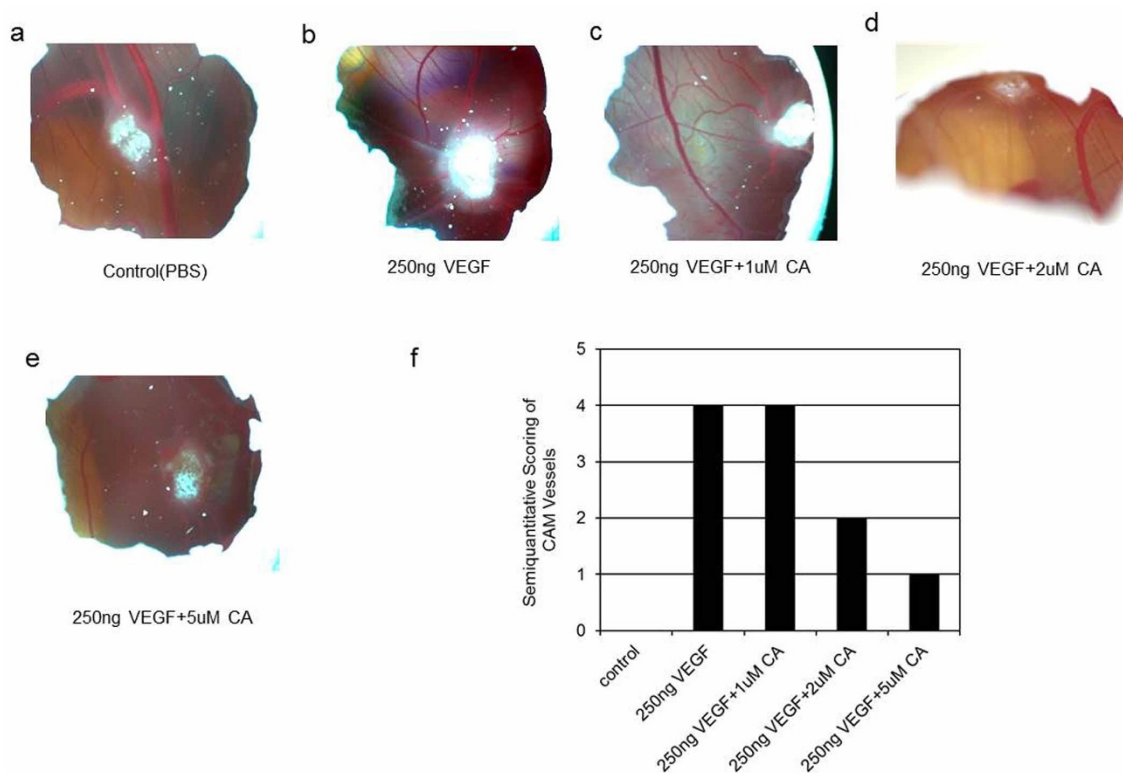 a
b
c
d
Control(PBS)
250ng VEGF
250ng VEGF+1uM CA
250ng VEGF+2uM CA
e
f
250ng VEGF+5uM CA
Semiquantitative Scoring of
CAM Vessels
5
4
3
2
1
0
control
250ng VEGF
250ng VEGF+1uM CA
250ng VEGF+2uM CA
250ng VEGF+5uM CA